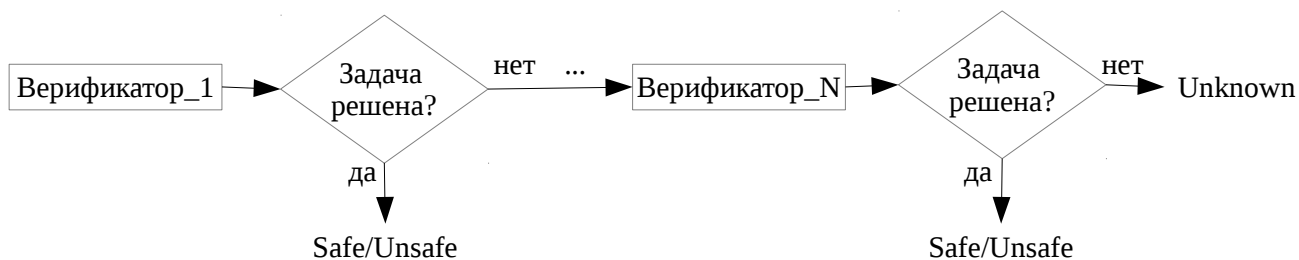 Верификатор_1
Задача
решена?
нет
...
Верификатор_N
Задача
решена?
нет
Unknown
да
Safe/Unsafe
да
Safe/Unsafe